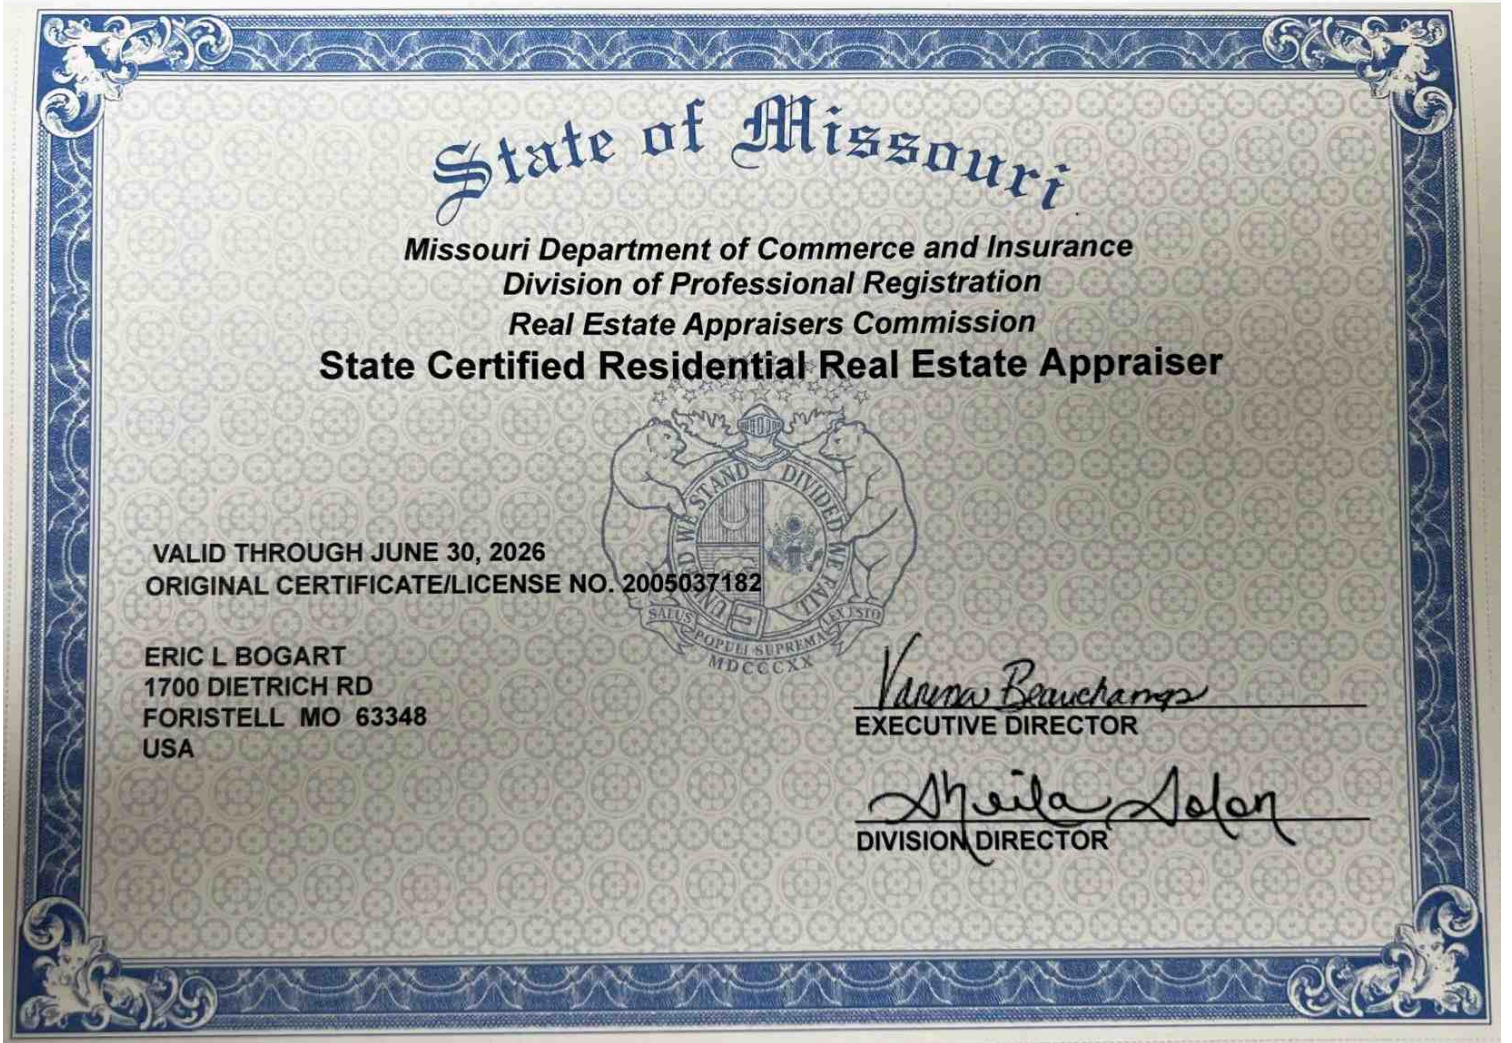 State of Missouri
Missouri Department of Commerce and Insurance
Division of Professional Registration
Real Estate Appraisers Commission
State Certified Residential Real Estate Appraiser
UNITED WE STAND DIVIDED WE FALL
SALUS POPULI SUPREMA LEX ESTO
MDCCCXX
VALID THROUGH JUNE 30, 2026
ORIGINAL CERTIFICATE/LICENSE NO. 2005037182
ERIC L BOGART
1700 DIETRICH RD
FORISTELL MO 63348
USA
Vanna Beauchamps
EXECUTIVE DIRECTOR
Sheila Solon
DIVISION DIRECTOR